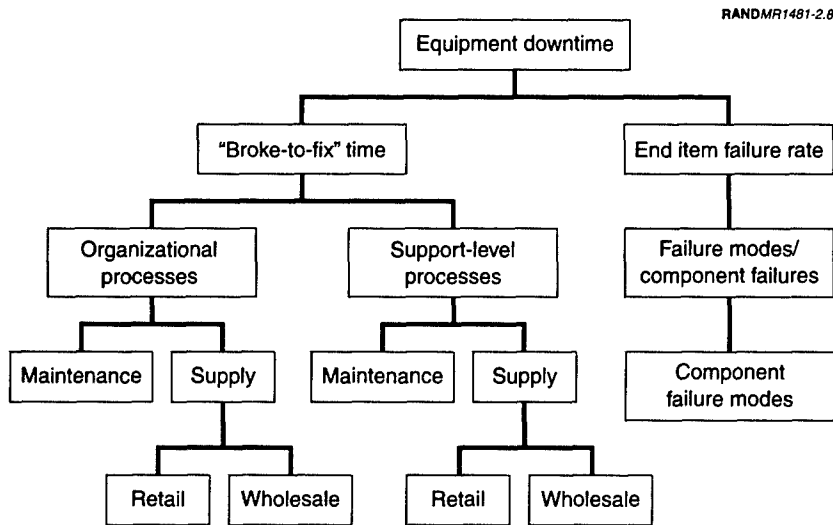 RANDMR1481-2.8
Equipment downtime
"Broke-to-fix" time
End item failure rate
Organizational
processes
Support-level
processes
Failure modes/
component failures
Maintenance
Supply
Maintenance
Supply
Component
failure modes
Retail
Wholesale
Retail
Wholesale